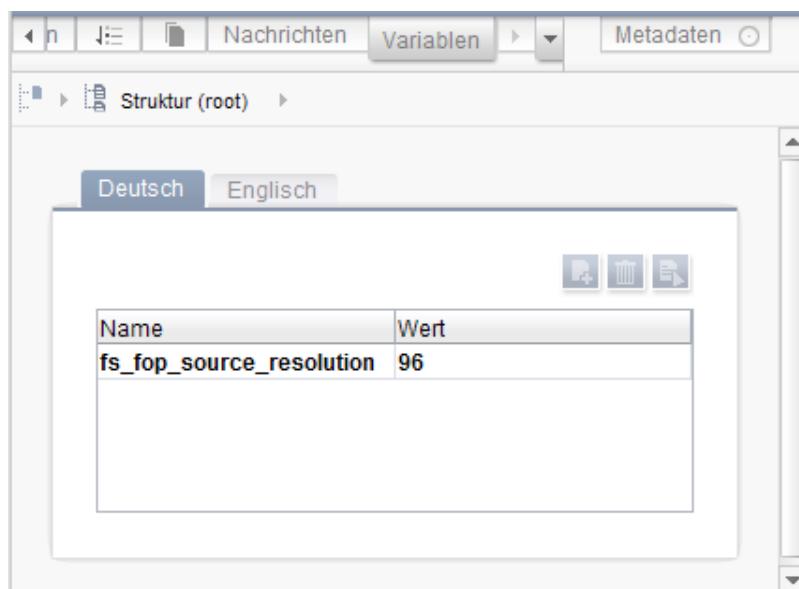 n Nachrichten Variablen Metadaten
Struktur (root)
Deutsch Englisch
Name Wert
fs_fop_source_resolution 96